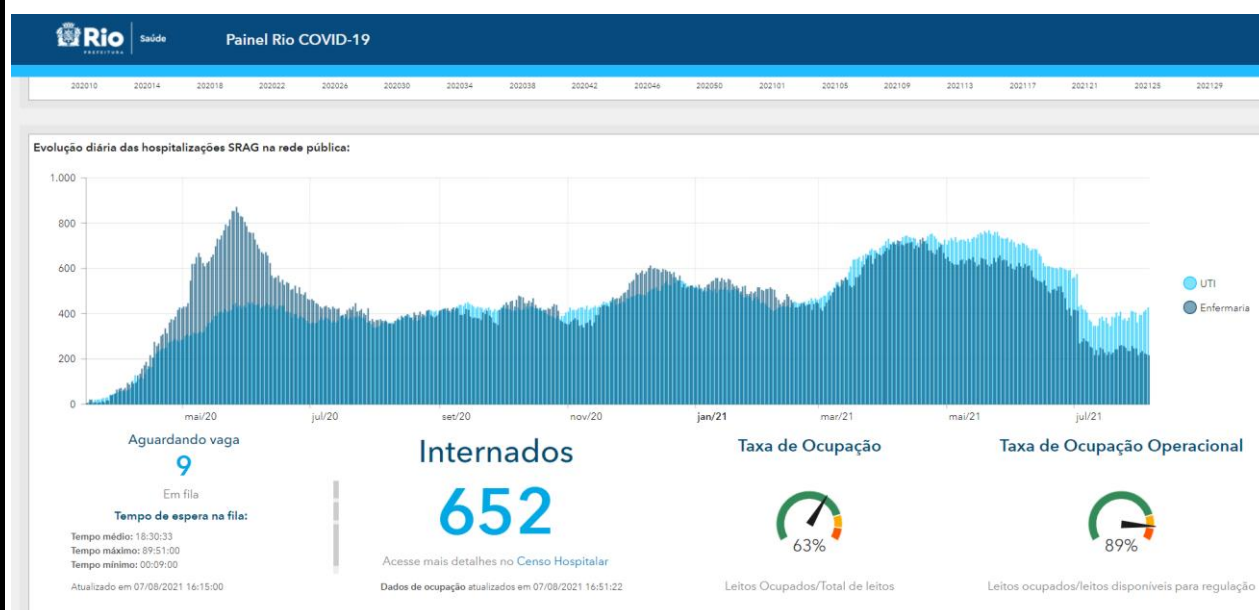 Rio
PREFEITURA
Saúde
Painel Rio COVID-19
202010 202014 202018 202022 202026 202030 202034 202038 202042 202046 202050 202101 202105 202109 202113 202117 202121 202125 202129
Evolução diária das hospitalizações SRAG na rede pública:
1.000
800
600
400
200
0
mai/20 jul/20 set/20 nov/20 jan/21 mar/21 mai/21 jul/21
UTI
Enfermaria
Aguardando vaga
9
Em fila
Tempo de espera na fila:
Tempo médio: 18:30:33
Tempo máximo: 89:51:00
Tempo mínimo: 00:09:00
Atualizado em 07/08/2021 16:15:00
Internados
652
Acesse mais detalhes no Censo Hospitalar
Dados de ocupação atualizados em 07/08/2021 16:51:22
Taxa de Ocupação
63%
Leitos Ocupados/Total de leitos
Taxa de Ocupação Operacional
89%
Leitos ocupados/leitos disponíveis para regulação